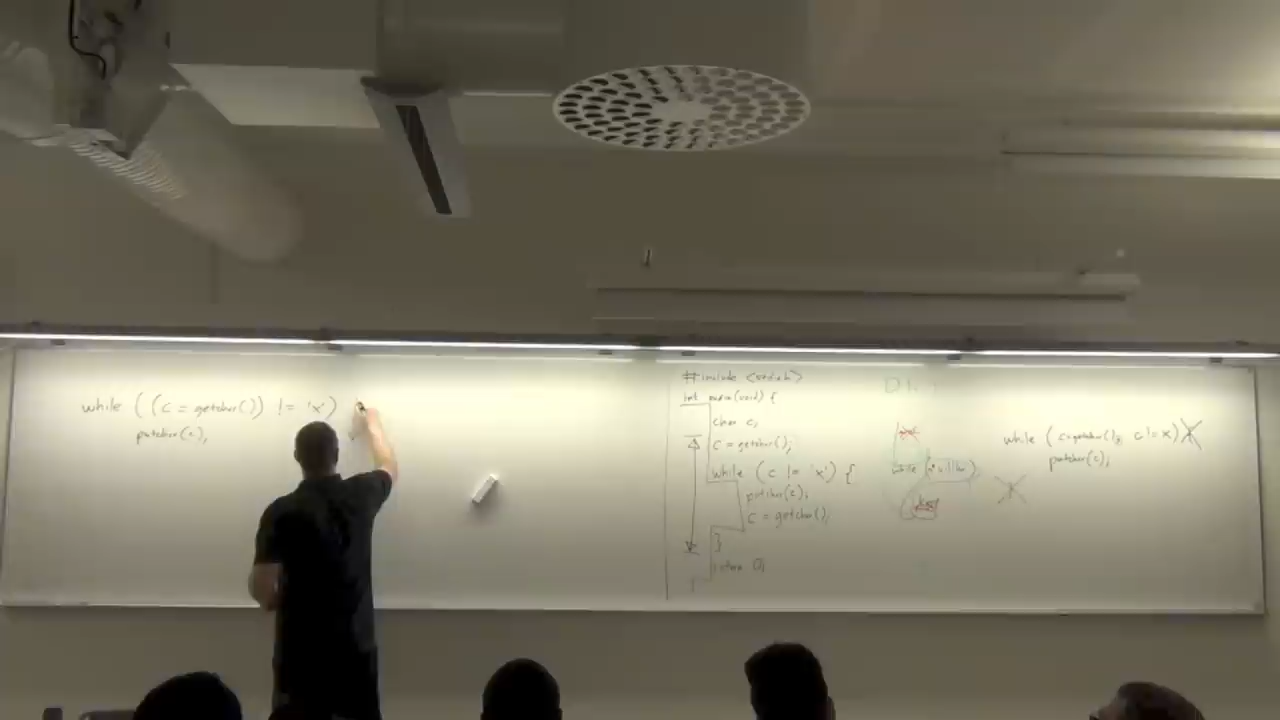 while ((c = getchar()) != 'x')
putchar(c);
#include <stdio.h>
int main(void) {
char c;
c = getchar();
while (c != 'x') {
putchar(c);
c = getchar();
}
return 0;
}
while (c=getchar(); c != x)
putchar(c);